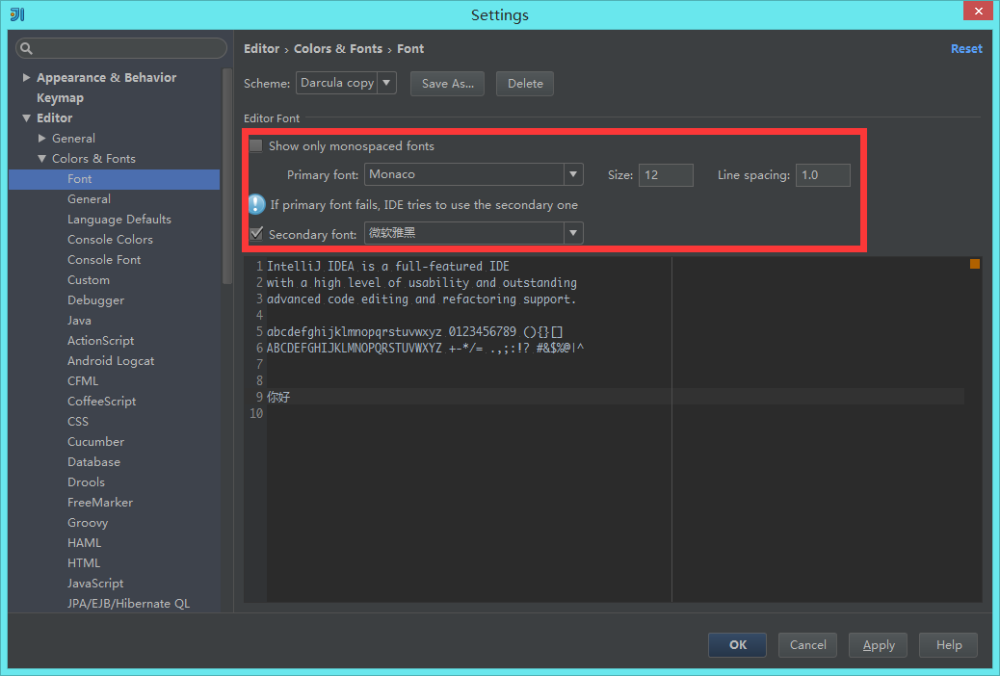 Settings
Editor › Colors & Fonts › Font
Reset
Scheme: Darcula copy Save As... Delete
Editor Font
Show only monospaced fonts
Primary font: Monaco Size: 12 Line spacing: 1.0
If primary font fails, IDE tries to use the secondary one
Secondary font: 微软雅黑
Appearance & Behavior
Keymap
Editor
General
Colors & Fonts
Font
General
Language Defaults
Console Colors
Console Font
Custom
Debugger
Java
ActionScript
Android Logcat
CFML
CoffeeScript
CSS
Cucumber
Database
Drools
FreeMarker
Groovy
HAML
HTML
JavaScript
JPA/EJB/Hibernate QL
1 IntelliJ IDEA is a full-featured IDE
2 with a high level of usability and outstanding
3 advanced code editing and refactoring support.
4
5 abcdefghijklmnopqrstuvwxyz 0123456789 (){}[]
6 ABCDEFGHIJKLMNOPQRSTUVWXYZ +-*/= .,;:!? #&$%@|^
7
8
9 你好
10
OK Cancel Apply Help